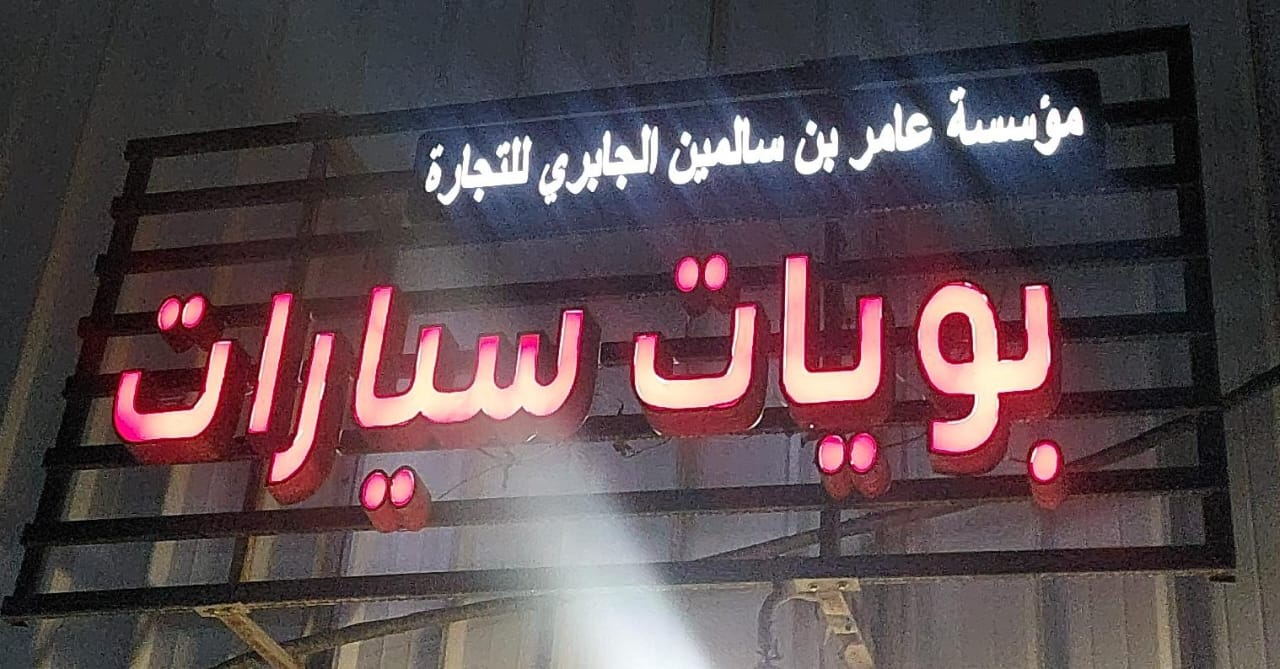 مؤسسة عامر بن سالمين الجابري للتجارة
بويات سيارات